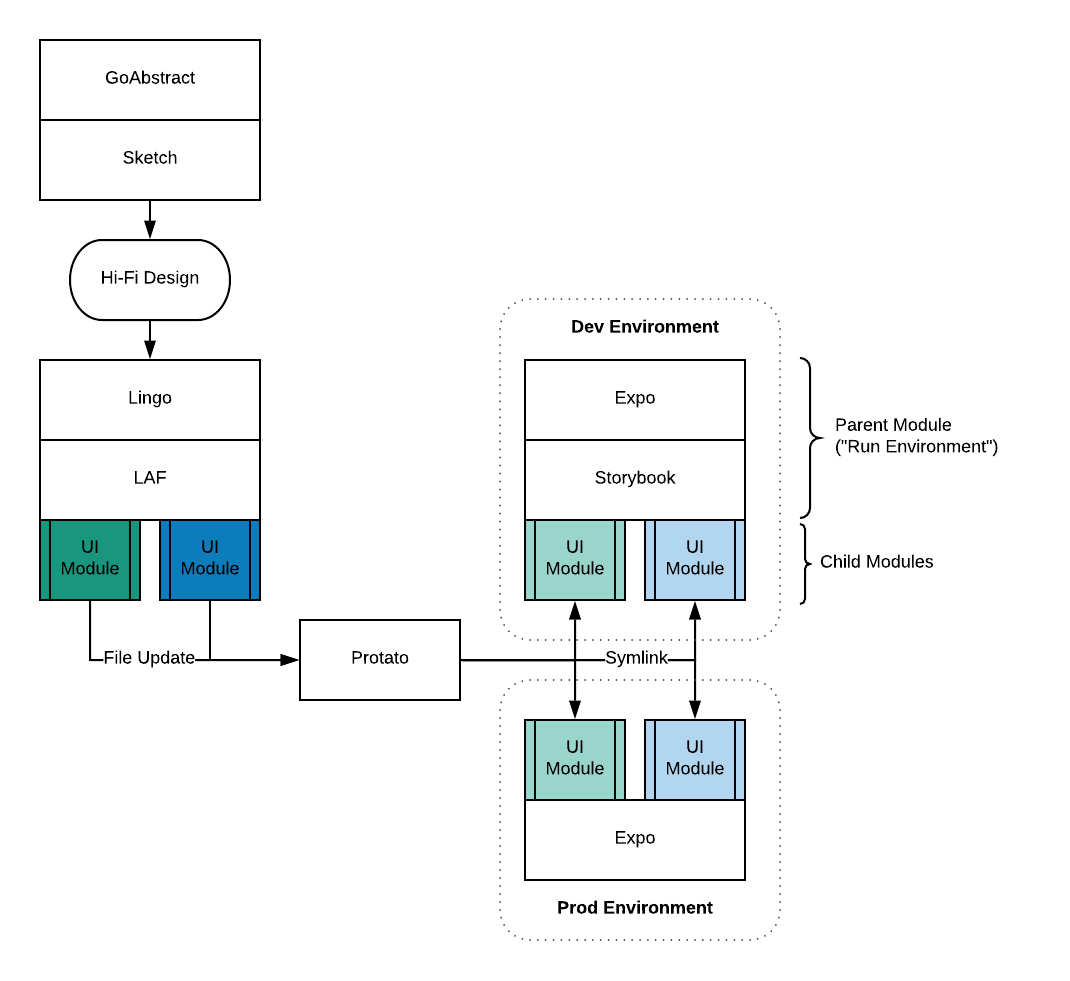 GoAbstract
Sketch
Hi-Fi Design
Lingo
LAF
UI
Module
UI
Module
File Update
Protato
Dev Environment
Expo
Storybook
UI
Module
UI
Module
Parent Module
("Run Environment")
Child Modules
Symlink
UI
Module
UI
Module
Expo
Prod Environment